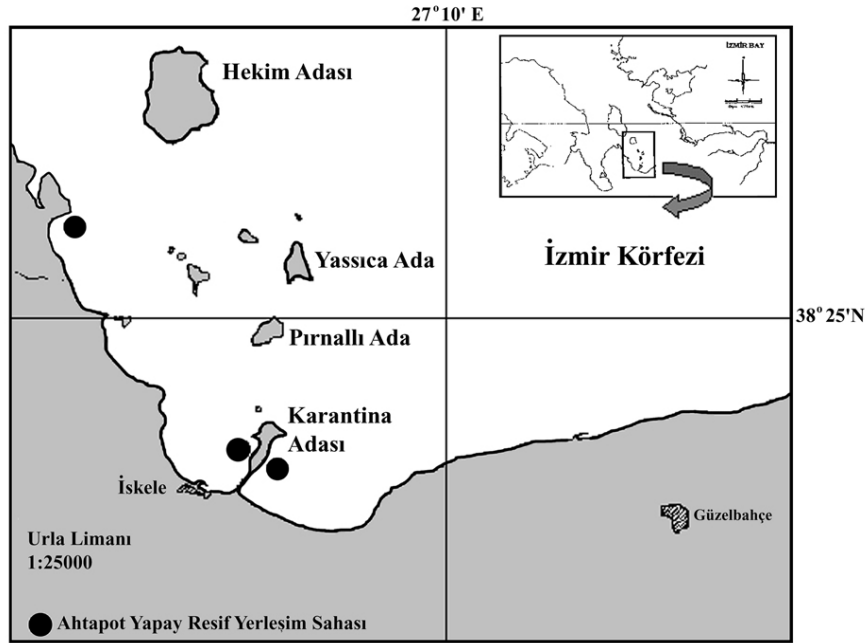 27° 10' E
Hekim Adası
İZMİR BAY
Yassıca Ada
İzmir Körfezi
38° 25'N
Pırnallı Ada
Karantina
Adası
İskele
Güzelbahçe
Urla Limanı
1:25000
Ahtapot Yapay Resif Yerleşim Sahası